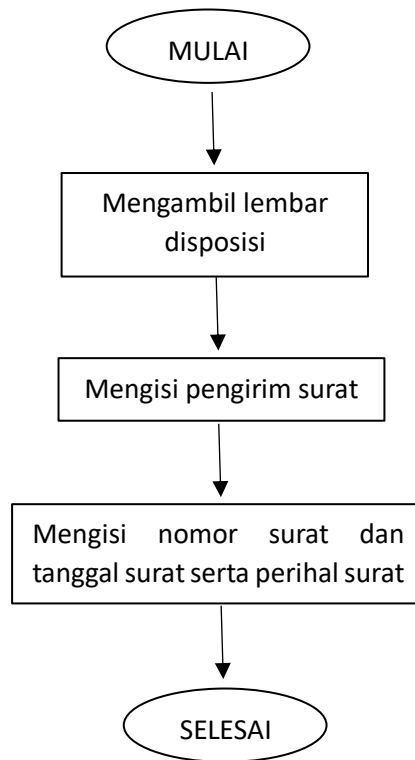 MULAI
Mengambil lembar
disposisi
Mengisi pengirim surat
Mengisi nomor surat dan
tanggal surat serta perihal surat
SELESAI